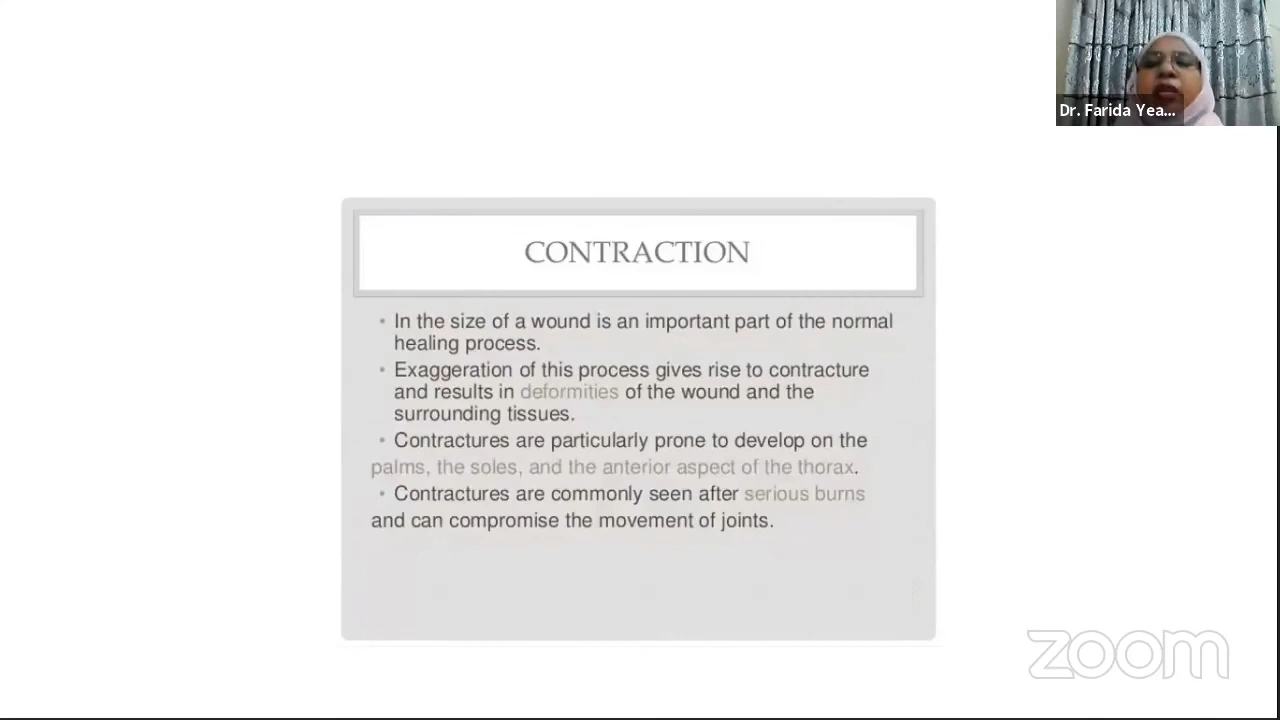 Dr. Farida Yea...
CONTRACTION
• In the size of a wound is an important part of the normal
healing process.
• Exaggeration of this process gives rise to contracture
and results in deformities of the wound and the
surrounding tissues.
• Contractures are particularly prone to develop on the
palms, the soles, and the anterior aspect of the thorax.
• Contractures are commonly seen after serious burns
and can compromise the movement of joints.
zoom